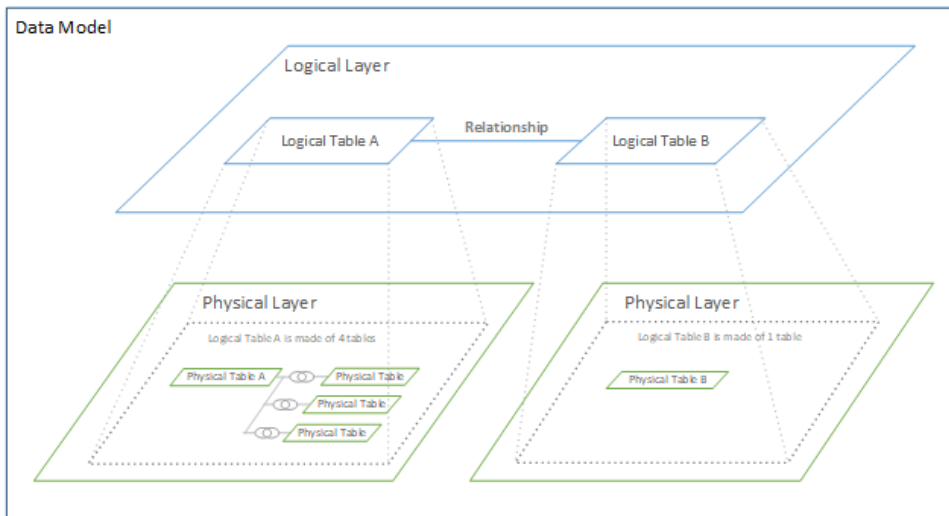 Data Model
Logical Layer
Logical Table A
Relationship
Logical Table B
Physical Layer
Logical Table A is made of 4 tables
Physical Table A
Physical Table
Physical Table
Physical Table
Physical Layer
Logical Table B is made of 1 table
Physical Table B